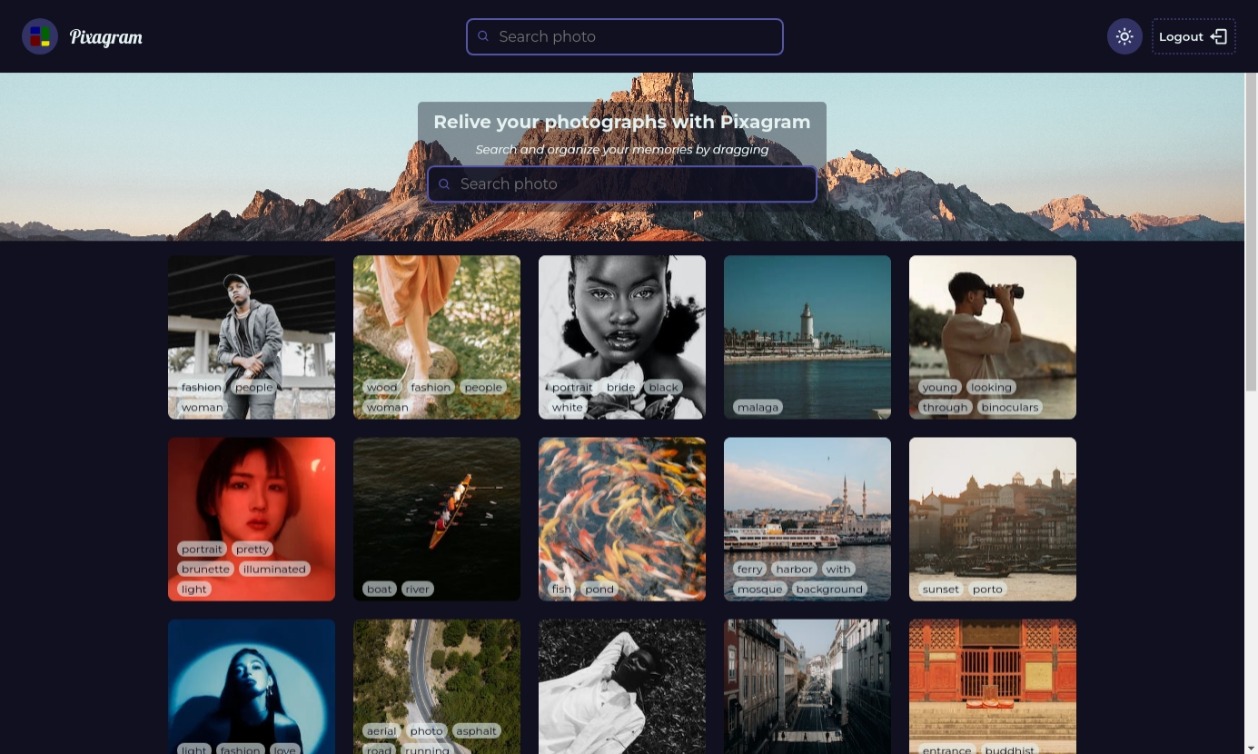 Pixagram
Search photo
Logout
Relive your photographs with Pixagram
Search and organize your memories by dragging
Search photo
fashion people
woman
wood fashion people
woman
portrait bride black
white
malaga
young looking
through binoculars
portrait pretty
brunette illuminated
light
boat river
fish pond
ferry harbor with
mosque background
sunset porto
light fashion love
aerial photo asphalt
road running
entrance buddhist